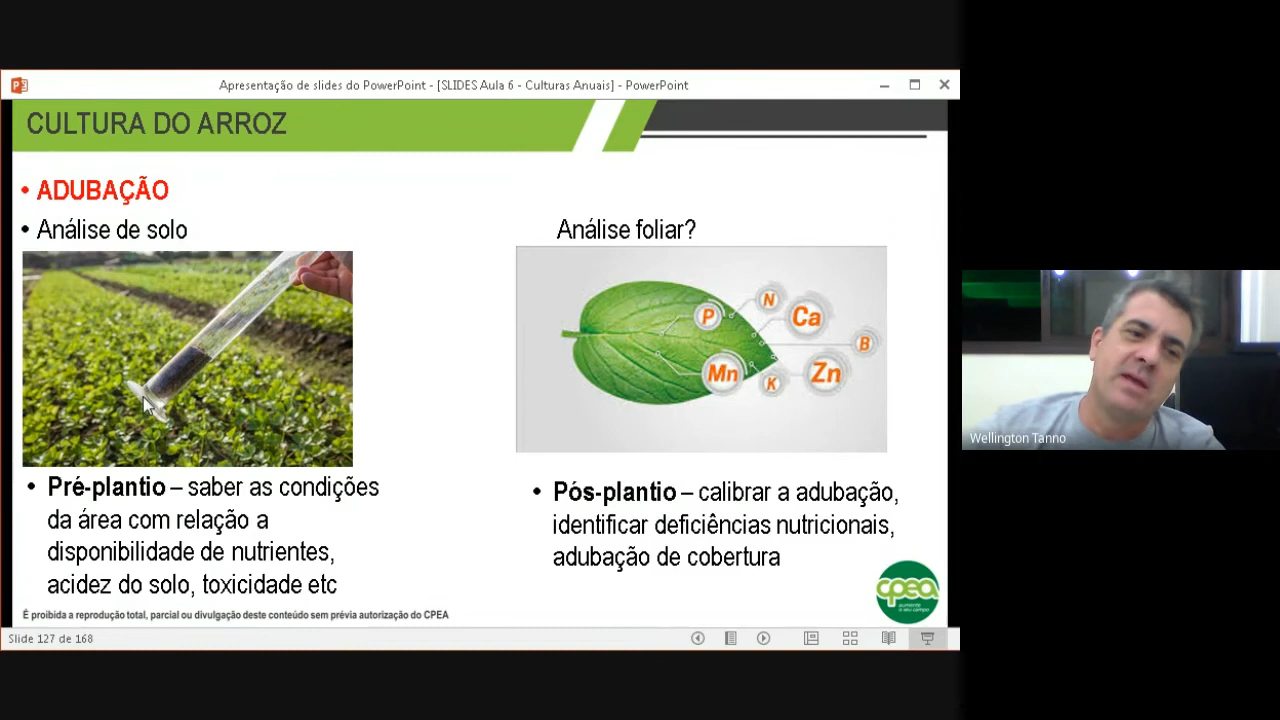 Apresentação de slides do PowerPoint - [SLIDES Aula 6 - Culturas Anuais] - PowerPoint
CULTURA DO ARROZ
• ADUBAÇÃO
• Análise de solo
Análise foliar?
P
N
Ca
B
Mn
K
Zn
• Pré-plantio – saber as condições
da área com relação a
disponibilidade de nutrientes,
acidez do solo, toxicidade etc
• Pós-plantio – calibrar a adubação,
identificar deficiências nutricionais,
adubação de cobertura
cpea
aumente
o seu campo
É proibida a reprodução total, parcial ou divulgação deste conteúdo sem prévia autorização do CPEA
Slide 127 de 168
Wellington Tanno